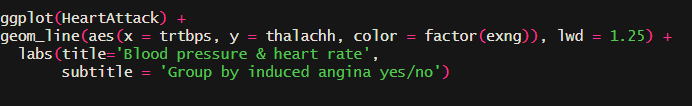 ggplot(HeartAttack) +
geom_line(aes(x = trtbps, y = thalachh, color = factor(exng)), lwd = 1.25) +
  labs(title='Blood pressure & heart rate',
       subtitle = 'Group by induced angina yes/no')